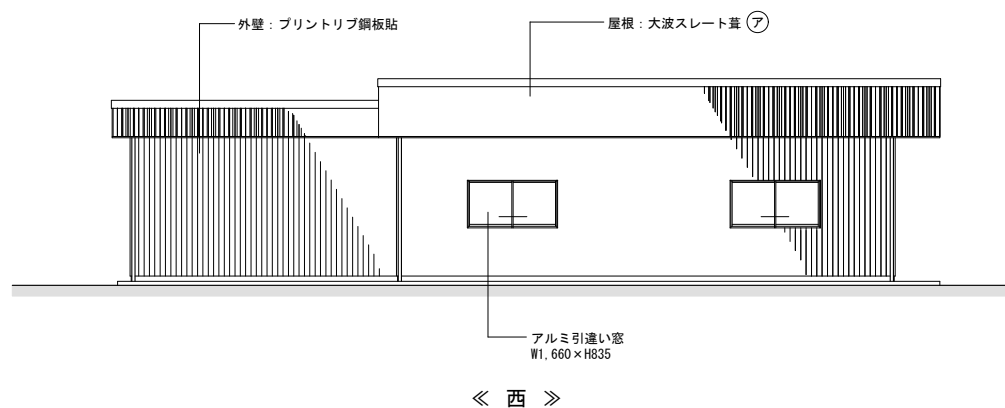 外壁：プリントリブ鋼板貼
屋根：大波スレート葺 ㋐
アルミ引違い窓
W1,660×H835
≪ 西 ≫